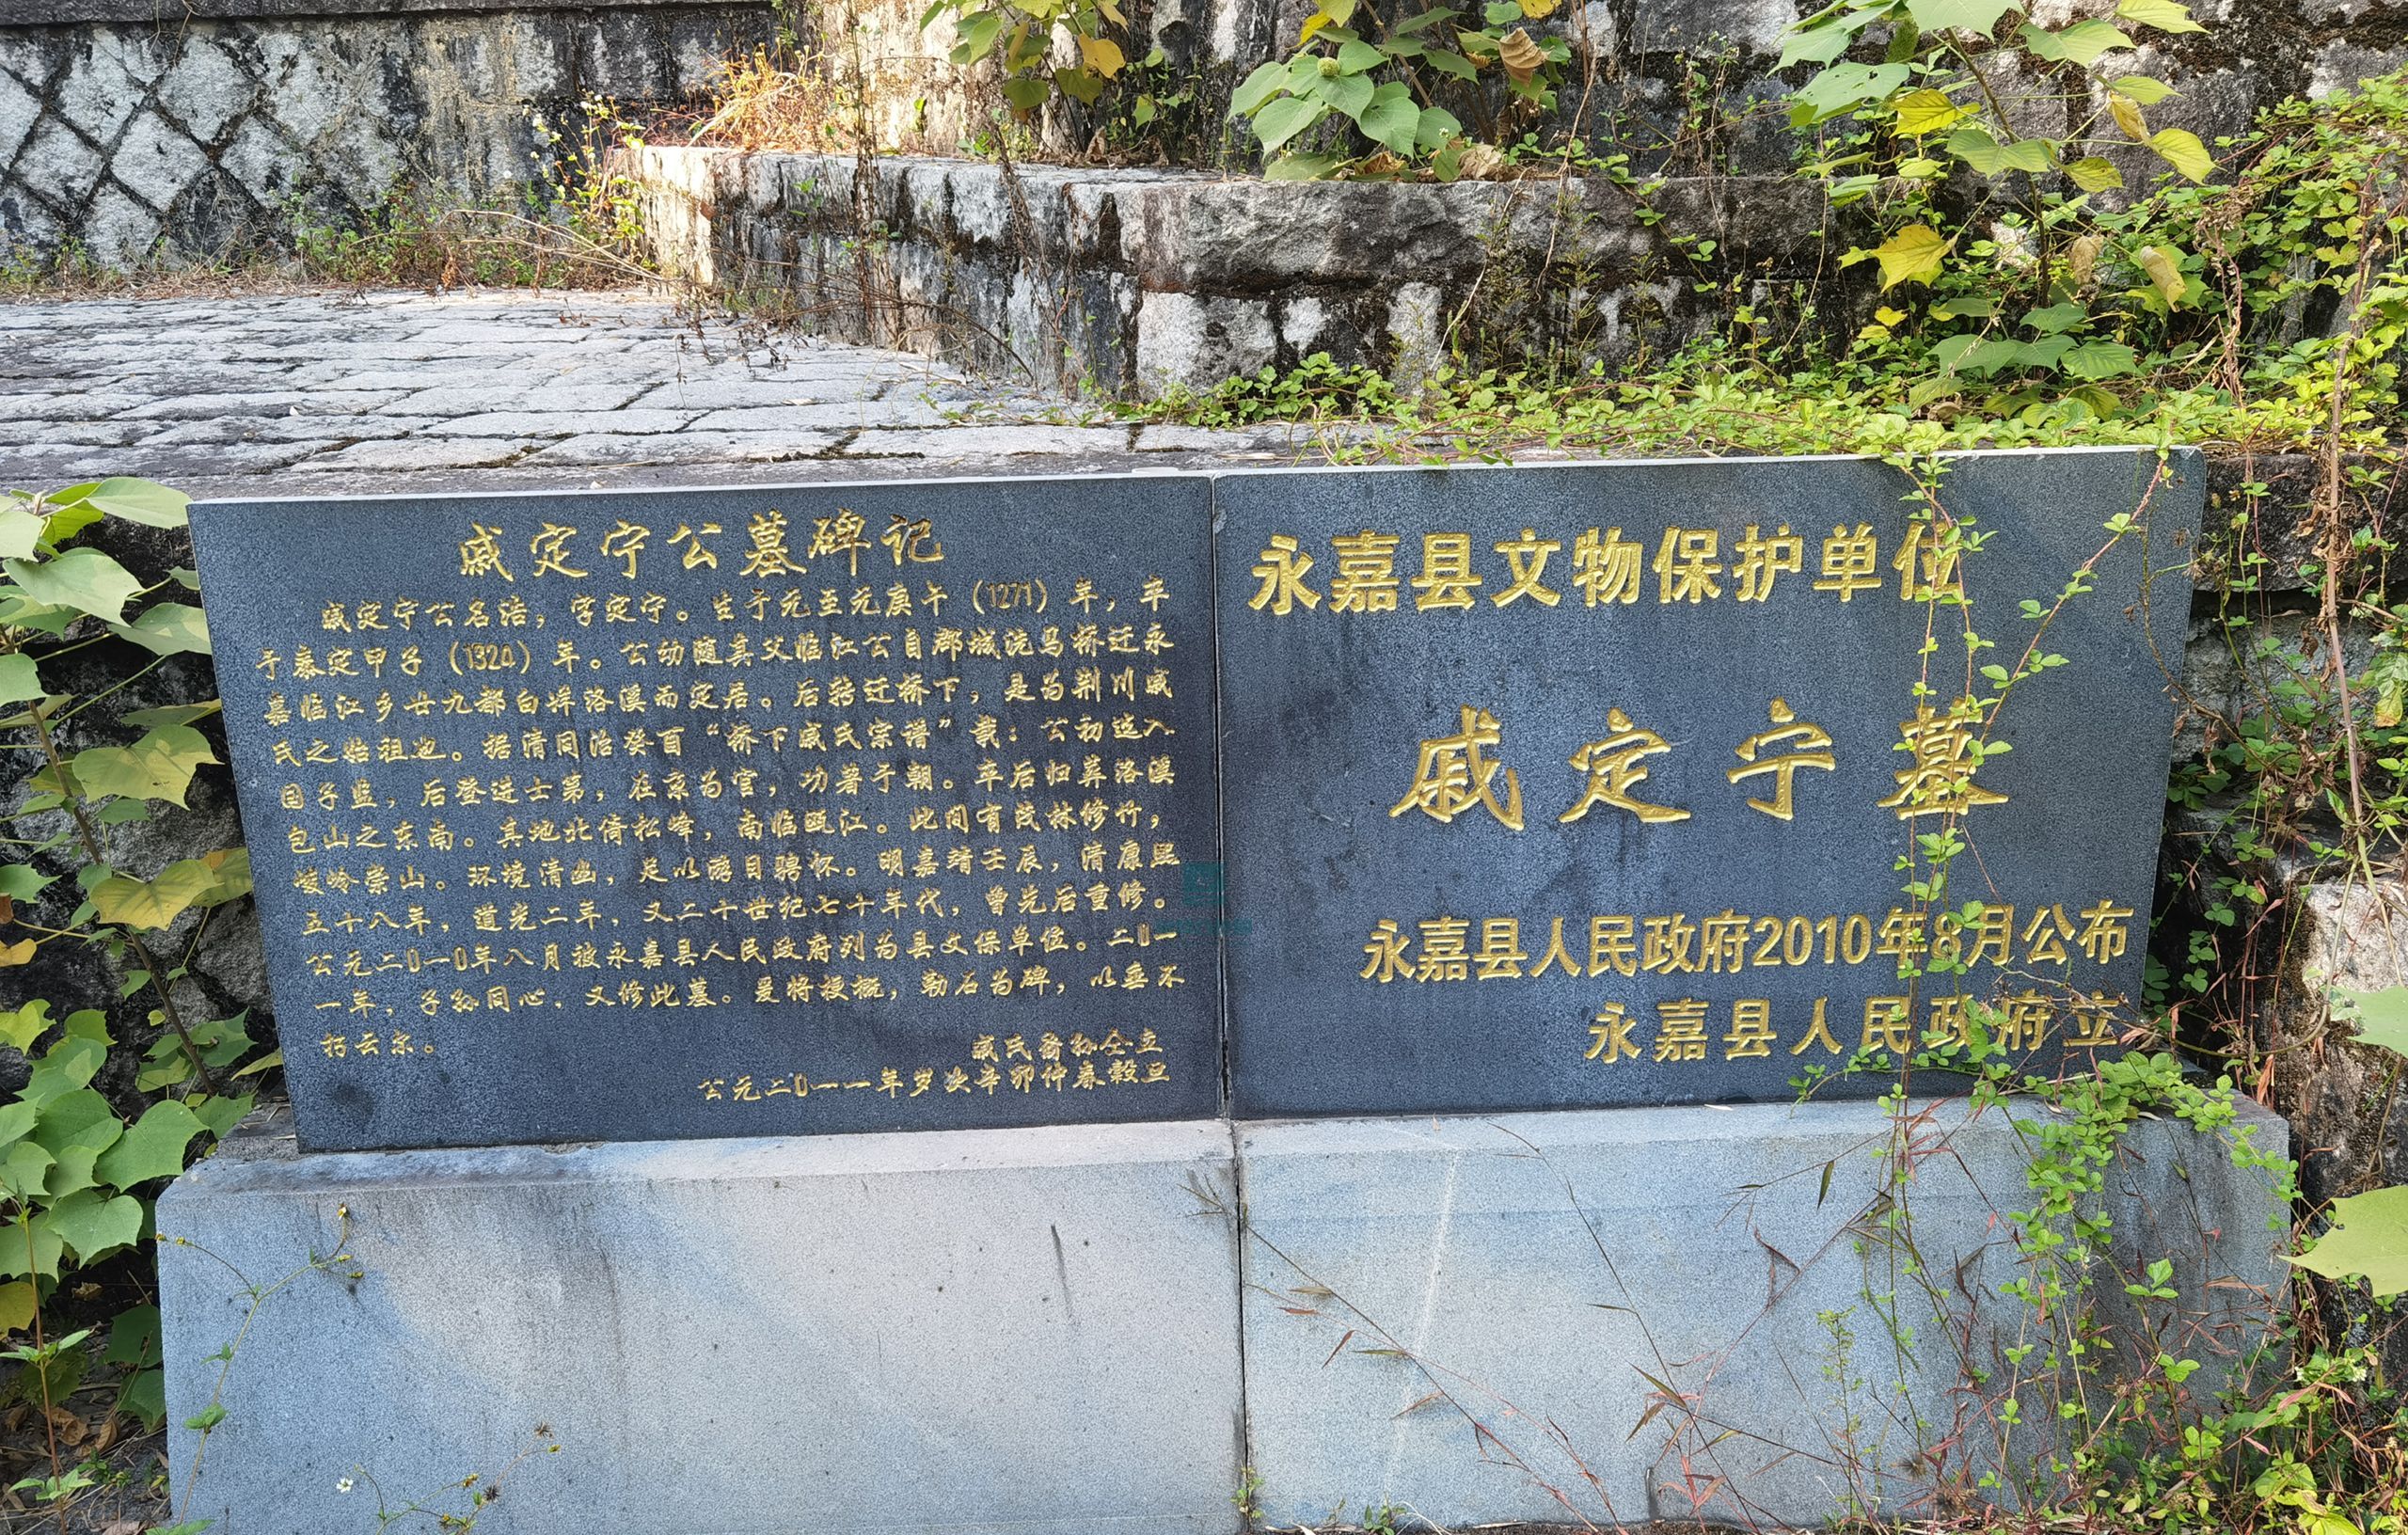 戚定宁公墓碑记
戚定宁公名浩，字定宁。生于元至元庚午（1271）年，卒
于泰定甲子（1324）年。公幼随其父临江公自郡城洗马桥迁永
嘉临江乡廿九都白垟洛溪而定居。后转迁桥下，是为荆川戚
氏之始祖也。据清同治癸酉“桥下戚氏宗谱”载：公初选入
国子监，后登进士第，在京为官，功著于朝。卒后归葬洛溪
包山之东南。其地北倚松峰，南临瓯江。此间有茂林修竹，
峻岭崇山。环境清幽，足以游目骋怀。明嘉靖壬辰，清康熙
五十八年，道光二年，又二十世纪七十年代，曾先后重修。
公元二0一0年八月被永嘉县人民政府列为县文保单位。二0一
一年，子孙同心，又修此墓。爰将梗概，勒石为碑，以垂不
朽云尔。
戚氏裔孙仝立
公元二0一一年岁次辛卯仲春榖旦
永嘉县文物保护单位
戚定宁墓
永嘉县人民政府2010年8月公布
永嘉县人民政府立